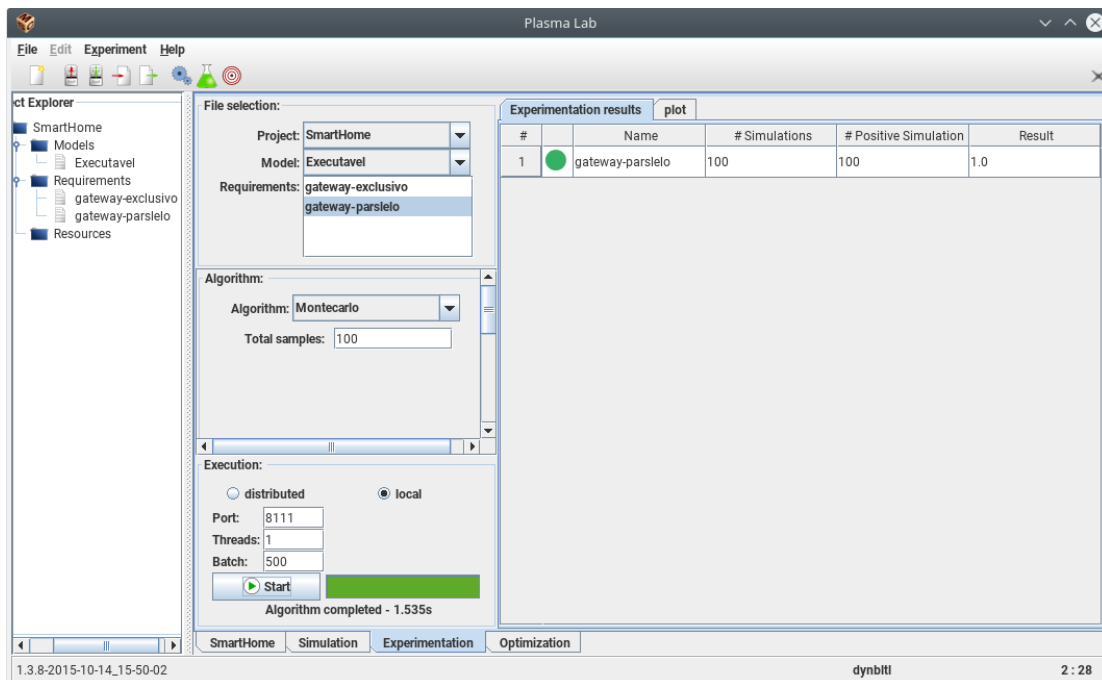 Plasma Lab
File Edit Experiment Help
ct Explorer
SmartHome
Models
Executavel
Requirements
gateway-exclusivo
gateway-parslelo
Resources
File selection:
Project: SmartHome
Model: Executavel
Requirements: gateway-exclusivo
gateway-parslelo
Algorithm:
Algorithm: Montecarlo
Total samples: 100
Execution:
distributed local
Port: 8111
Threads: 1
Batch: 500
Start
Algorithm completed - 1.535s
Experimentation results plot
# Name # Simulations # Positive Simulation Result
1 gateway-parslelo 100 100 1.0
SmartHome Simulation Experimentation Optimization
1.3.8-2015-10-14_15-50-02 dynbltl 2 : 28